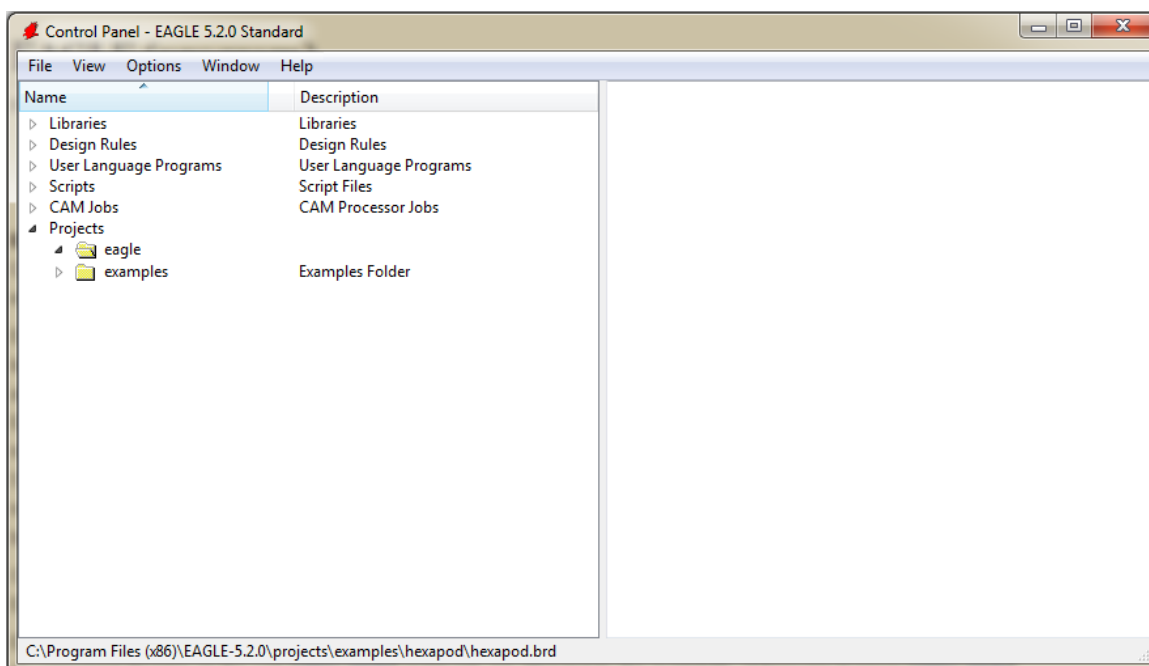 Control Panel - EAGLE 5.2.0 Standard
File View Options Window Help
Name Description
Libraries Libraries
Design Rules Design Rules
User Language Programs User Language Programs
Scripts Script Files
CAM Jobs CAM Processor Jobs
Projects
eagle
examples Examples Folder
C:\Program Files (x86)\EAGLE-5.2.0\projects\examples\hexapod\hexapod.brd